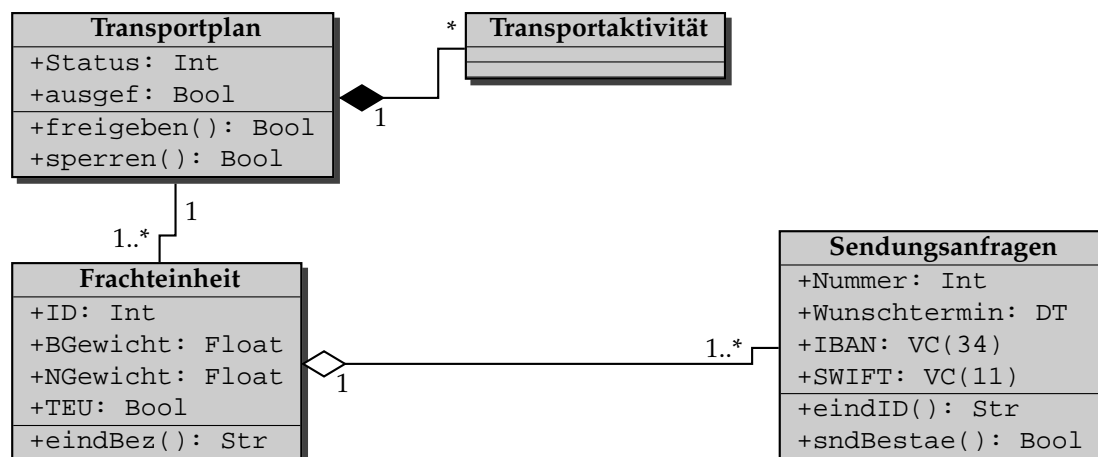 Transportplan
+Status: Int
+ausgef: Bool
+freigeben(): Bool
+sperren(): Bool
1
*
Transportaktivität
1
1..*
Frachteinheit
+ID: Int
+BGewicht: Float
+NGewicht: Float
+TEU: Bool
+eindBez(): Str
1
1..*
Sendungsanfragen
+Nummer: Int
+Wunschtermin: DT
+IBAN: VC(34)
+SWIFT: VC(11)
+eindID(): Str
+sndBestae(): Bool